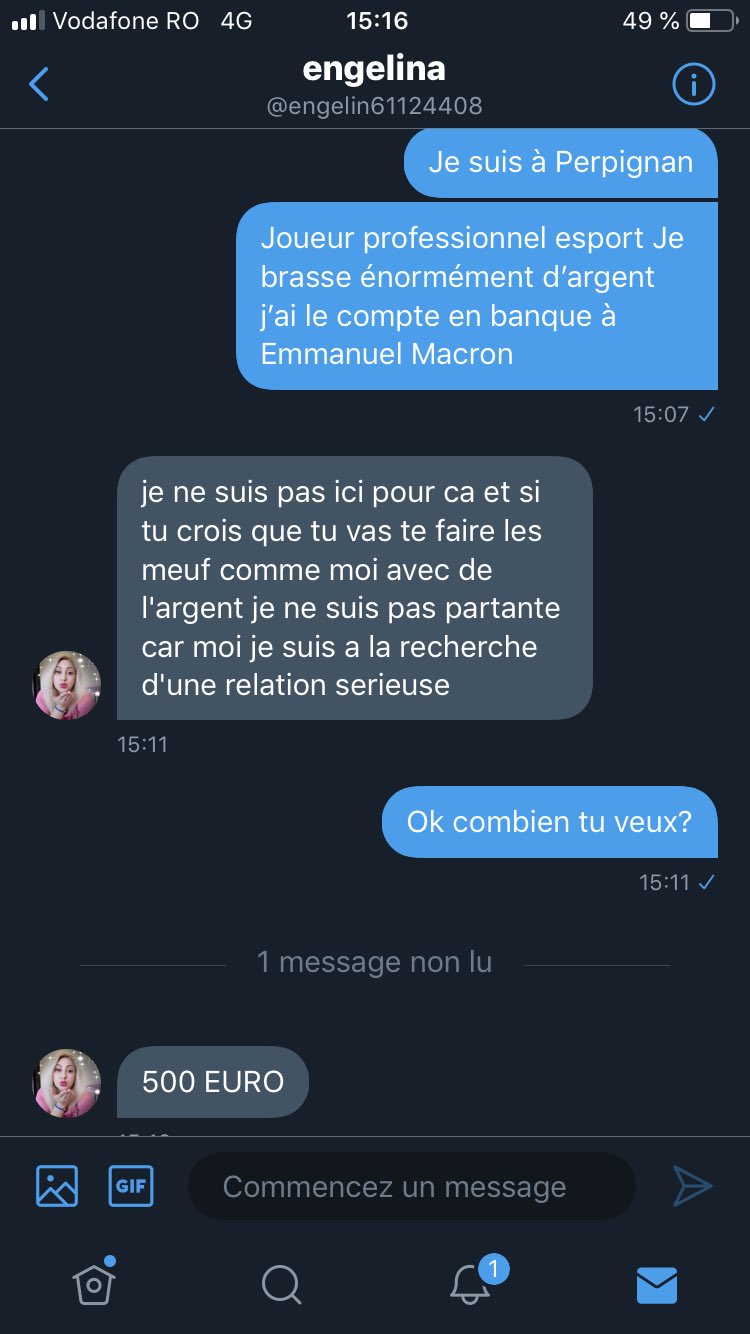 Vodafone RO 4G 15:16 49 %
engelina
@engelin61124408
Je suis à Perpignan
Joueur professionnel esport Je
brasse énormément d’argent
j’ai le compte en banque à
Emmanuel Macron
15:07
je ne suis pas ici pour ca et si
tu crois que tu vas te faire les
meuf comme moi avec de
l'argent je ne suis pas partante
car moi je suis a la recherche
d'une relation serieuse
15:11
Ok combien tu veux?
15:11
1 message non lu
500 EURO
GIF Commencez un message
1